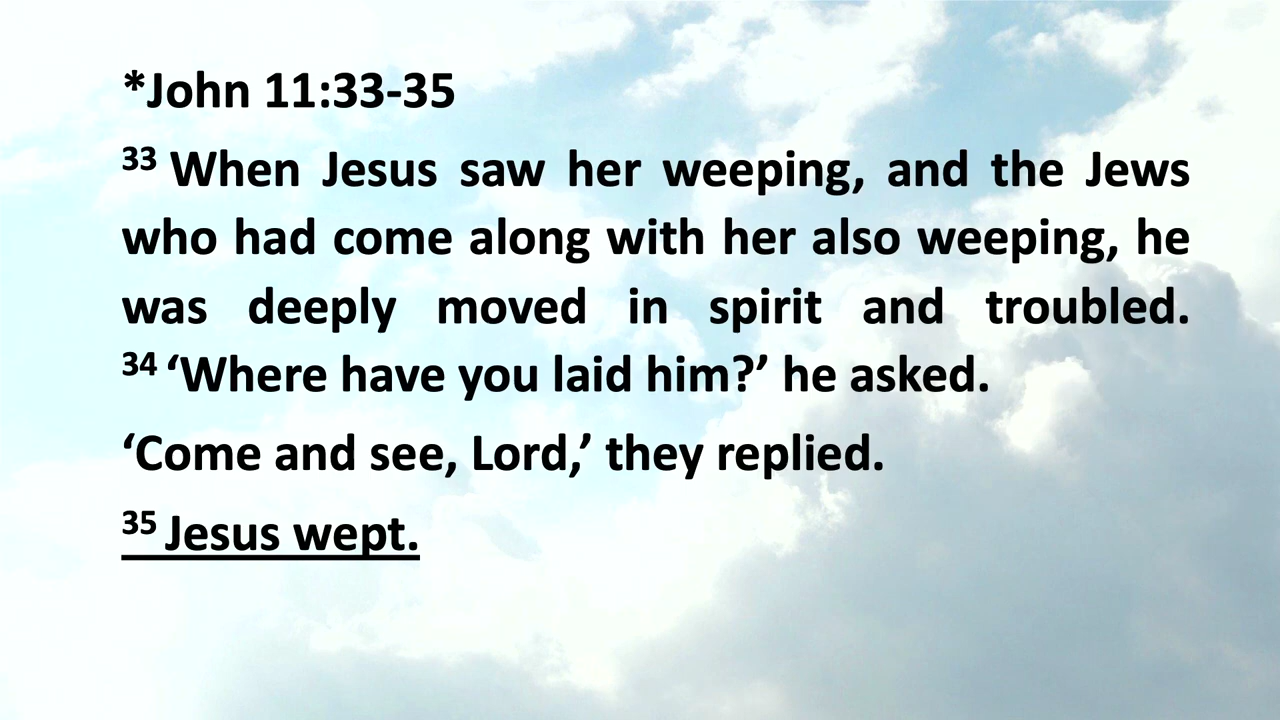 *John 11:33-35
33 When Jesus saw her weeping, and the Jews
who had come along with her also weeping, he
was deeply moved in spirit and troubled.
34 ‘Where have you laid him?’ he asked.
‘Come and see, Lord,’ they replied.
35 Jesus wept.